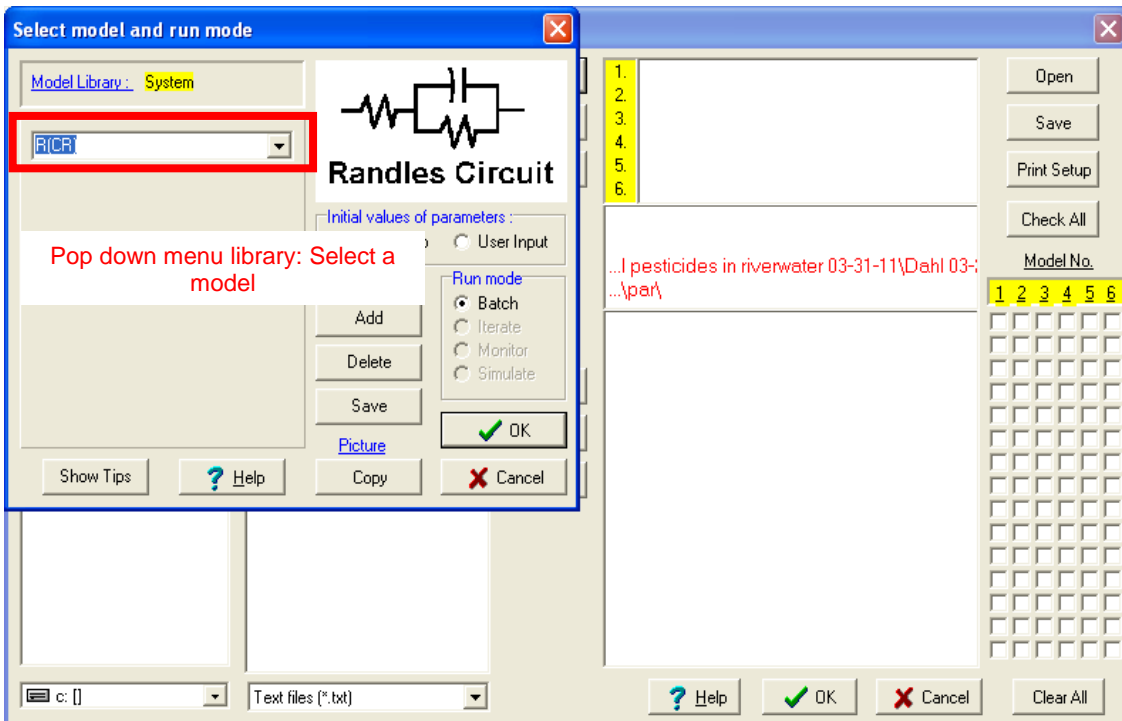 Select model and run mode
Model Library : System
R(CR)
Randles Circuit
Initial values of parameters :
User Input
Pop down menu library: Select a
model
Run mode
Batch
Iterate
Monitor
Simulate
Add
Delete
Save
Picture
Copy
OK
Cancel
Show Tips
? Help
1.
2.
3.
4.
5.
6.
...l pesticides in riverwater 03-31-11\Dahl 03-
...\par\
Open
Save
Print Setup
Check All
Model No.
1 2 3 4 5 6
c: []
Text files (*.txt)
? Help
OK
Cancel
Clear All